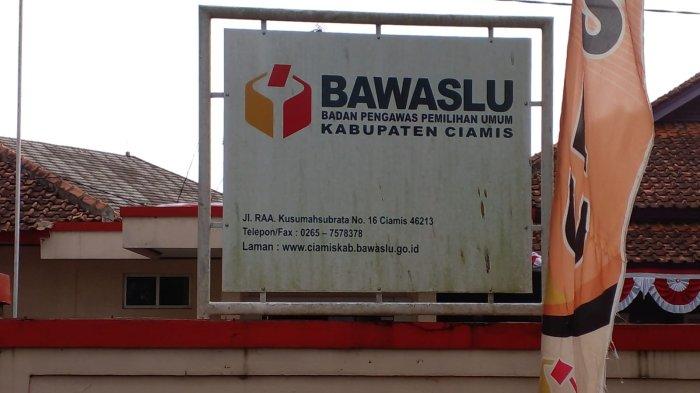 BAWASLU
BADAN PENGAWAS PEMILIHAN UMUM
KABUPATEN CIAMIS
Jl. RAA. Kusumahsubrata No. 16 Ciamis 46213
Telepon/Fax : 0265 – 7578378
Laman : www.ciamiskab.bawaslu.go.id